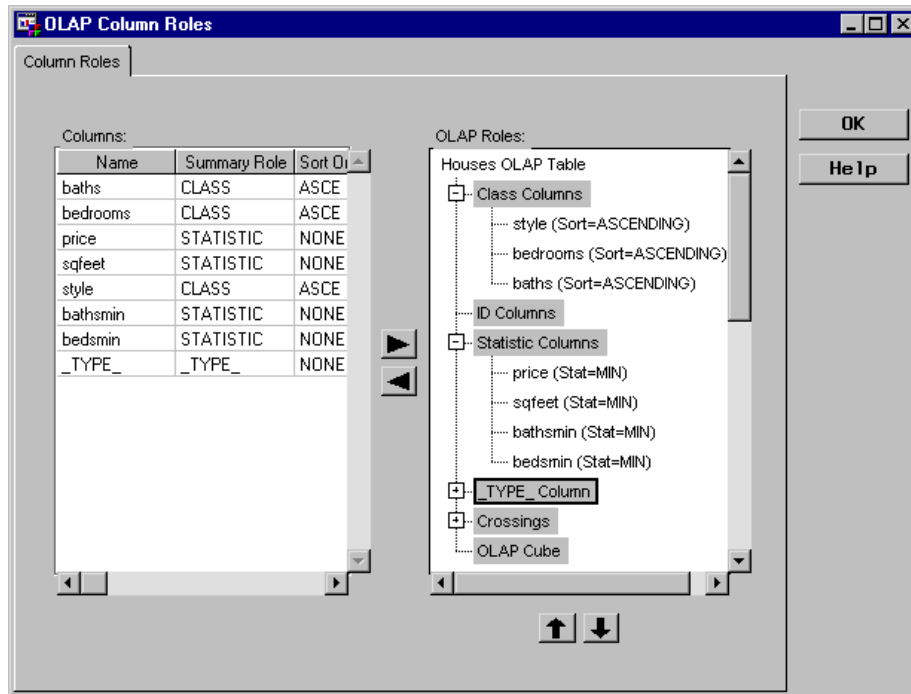 OLAP Column Roles
Column Roles
Columns:
Name Summary Role Sort Or
baths CLASS ASCE
bedrooms CLASS ASCE
price STATISTIC NONE
sqfeet STATISTIC NONE
style CLASS ASCE
bathsmin STATISTIC NONE
bedsmin STATISTIC NONE
_TYPE_ _TYPE_ NONE
OLAP Roles:
Houses OLAP Table
Class Columns
style (Sort=ASCENDING)
bedrooms (Sort=ASCENDING)
baths (Sort=ASCENDING)
ID Columns
Statistic Columns
price (Stat=MIN)
sqfeet (Stat=MIN)
bathsmin (Stat=MIN)
bedsmin (Stat=MIN)
_TYPE_ Column
Crossings
OLAP Cube
OK
Help